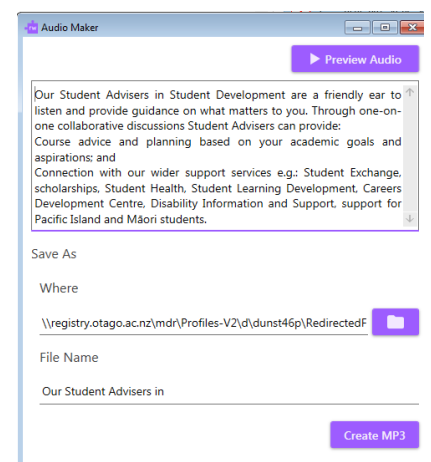 Audio Maker
Preview Audio
Our Student Advisers in Student Development are a friendly ear to
listen and provide guidance on what matters to you. Through one-on-
one collaborative discussions Student Advisers can provide:
Course advice and planning based on your academic goals and
aspirations; and
Connection with our wider support services e.g.: Student Exchange,
scholarships, Student Health, Student Learning Development, Careers
Development Centre, Disability Information and Support, support for
Pacific Island and Māori students.
Save As
Where
\\registry.otago.ac.nz\mdr\Profiles-V2\d\dunst46p\RedirectedF
File Name
Our Student Advisers in
Create MP3